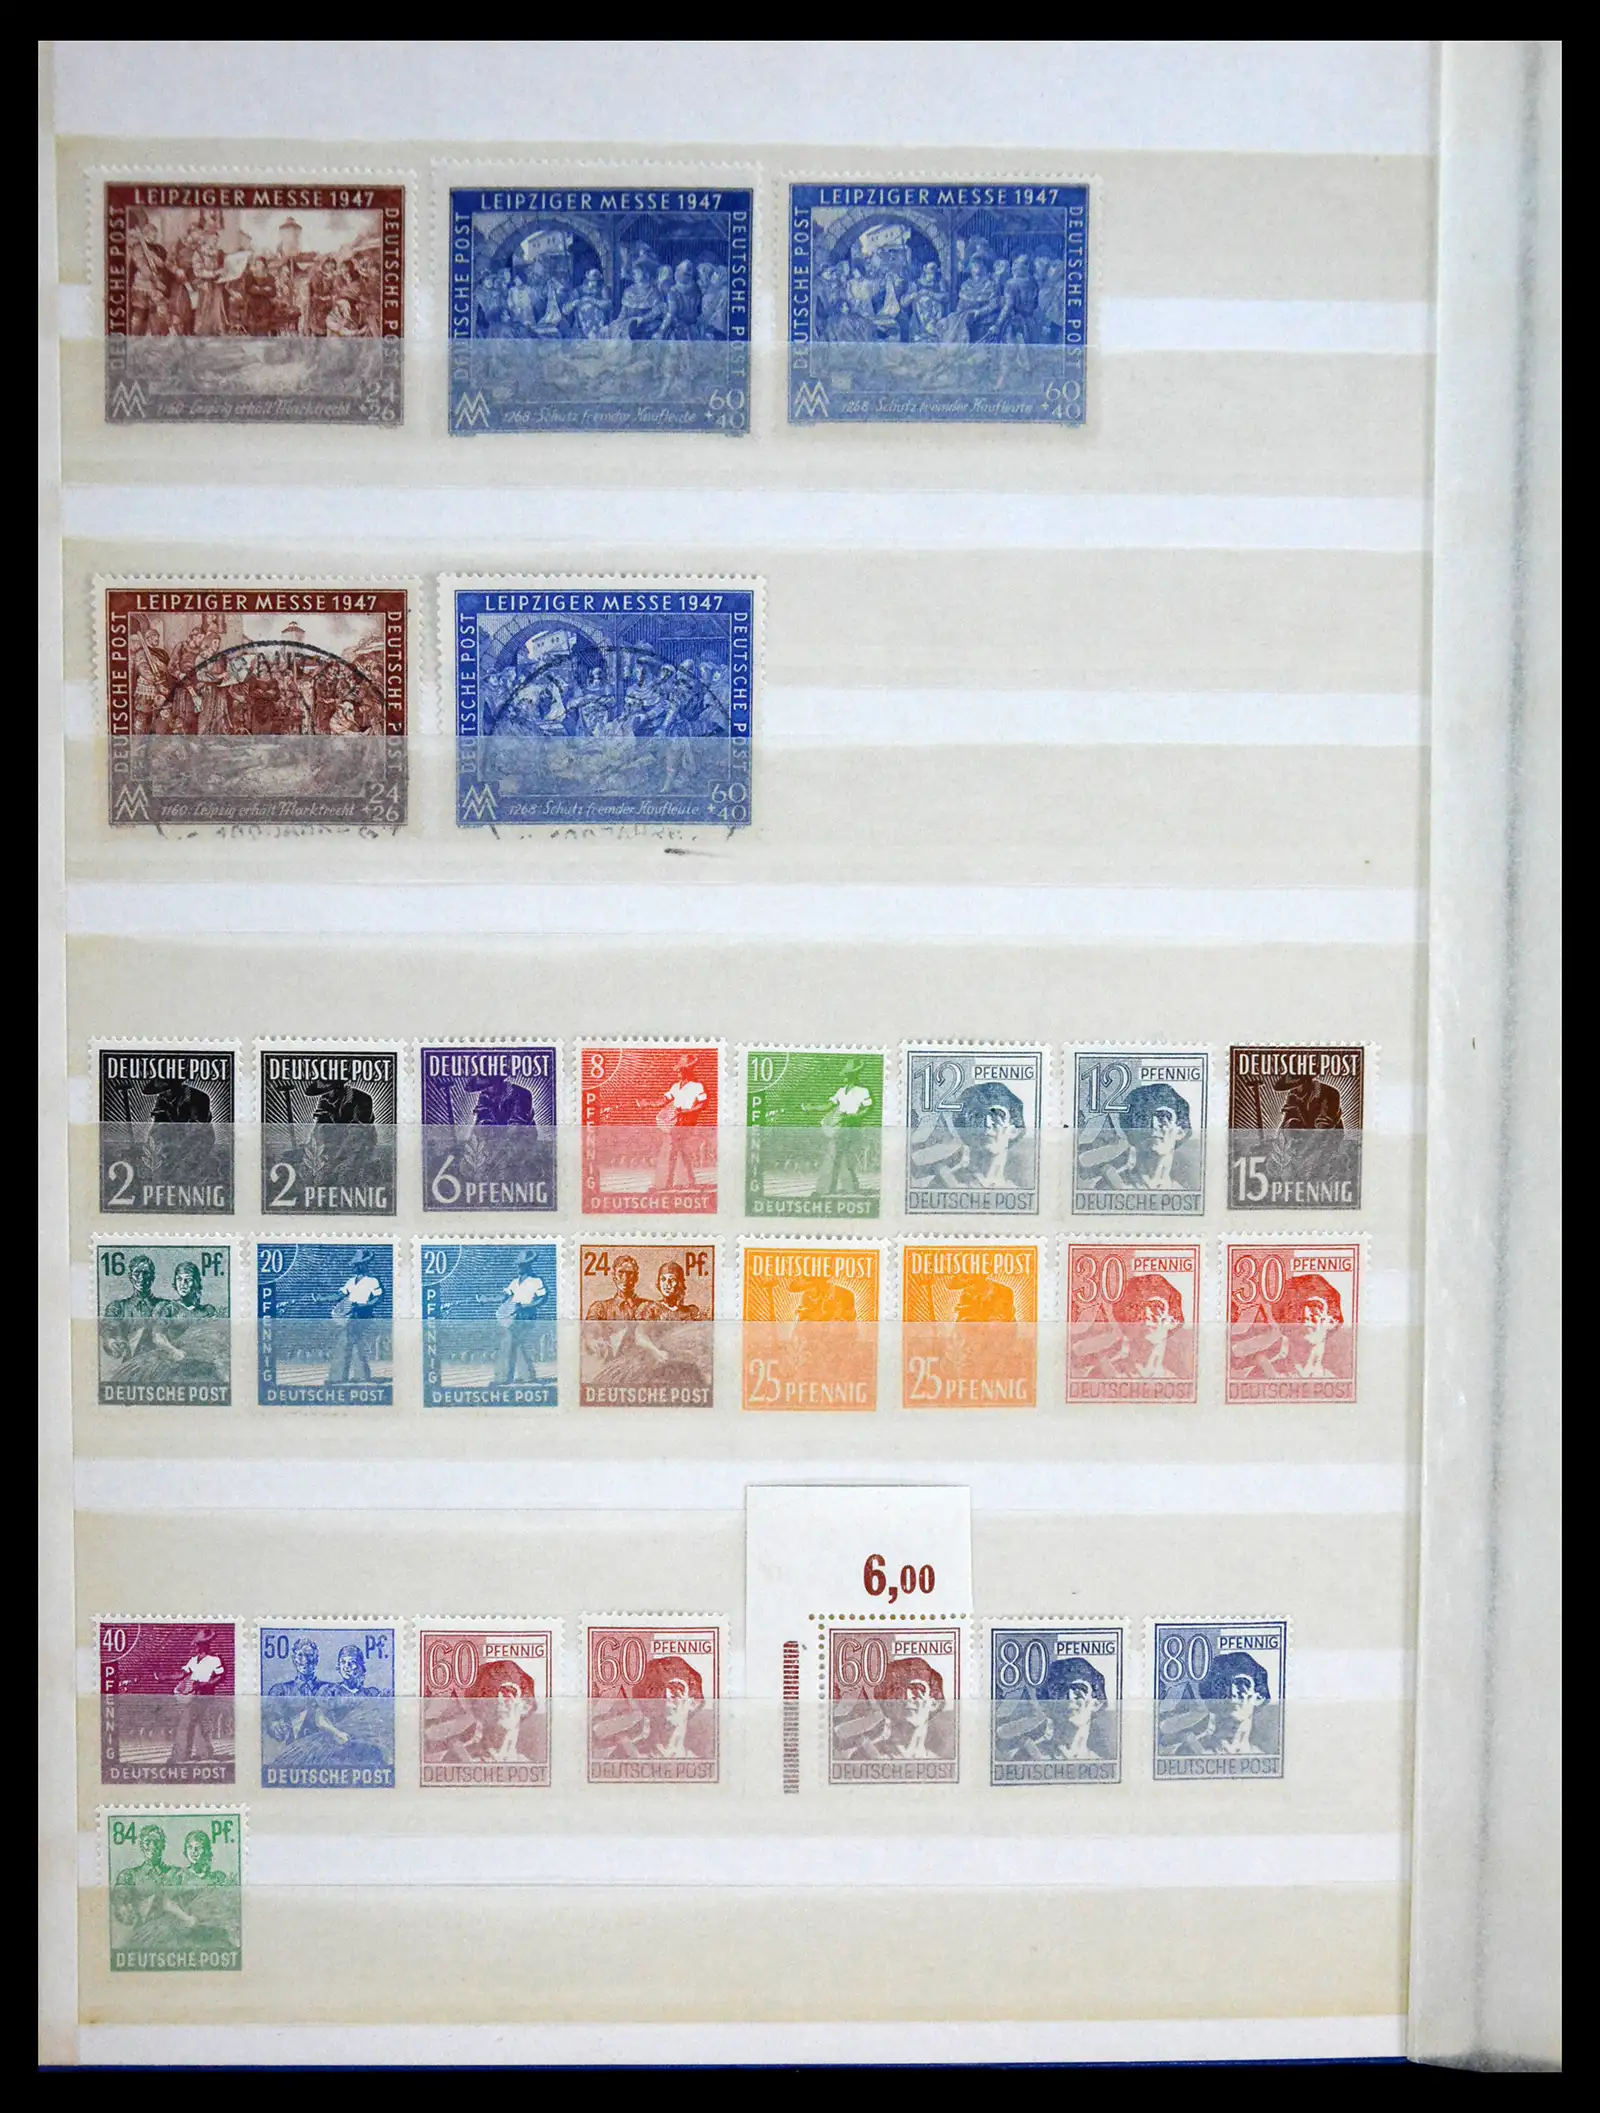 LEIPZIGER MESSE 1947
DEUTSCHE POST
DEUTSCHE POST
1160 Leipzig erhält Marktrecht
24
+26
LEIPZIGER MESSE 1947
DEUTSCHE POST
DEUTSCHE POST
1268: Schutz fremder Kaufleute
60
+40
LEIPZIGER MESSE 1947
DEUTSCHE POST
DEUTSCHE POST
1268: Schutz fremder Kaufleute
60
+40
LEIPZIGER MESSE 1947
DEUTSCHE POST
DEUTSCHE POST
1160: Leipzig erhält Marktrecht
24
+26
LEIPZIGER MESSE 1947
DEUTSCHE POST
DEUTSCHE POST
1268: Schutz fremder Kaufleute
60
+40
DEUTSCHE POST
2 PFENNIG
DEUTSCHE POST
2 PFENNIG
DEUTSCHE POST
6 PFENNIG
8
PFENNIG
DEUTSCHE POST
10
PFENNIG
DEUTSCHE POST
12 PFENNIG
DEUTSCHE POST
12 PFENNIG
DEUTSCHE POST
DEUTSCHE POST
15 PFENNIG
16 Pf.
DEUTSCHE POST
20
PFENNIG
DEUTSCHE POST
20
PFENNIG
DEUTSCHE POST
24 Pf.
DEUTSCHE POST
DEUTSCHE POST
25 PFENNIG
DEUTSCHE POST
25 PFENNIG
30 PFENNIG
DEUTSCHE POST
30 PFENNIG
DEUTSCHE POST
6,00
40
PFENNIG
DEUTSCHE POST
50 Pf.
DEUTSCHE POST
60 PFENNIG
DEUTSCHE POST
60 PFENNIG
DEUTSCHE POST
60 PFENNIG
DEUTSCHE POST
80 PFENNIG
DEUTSCHE POST
80 PFENNIG
DEUTSCHE POST
84 Pf.
DEUTSCHE POST